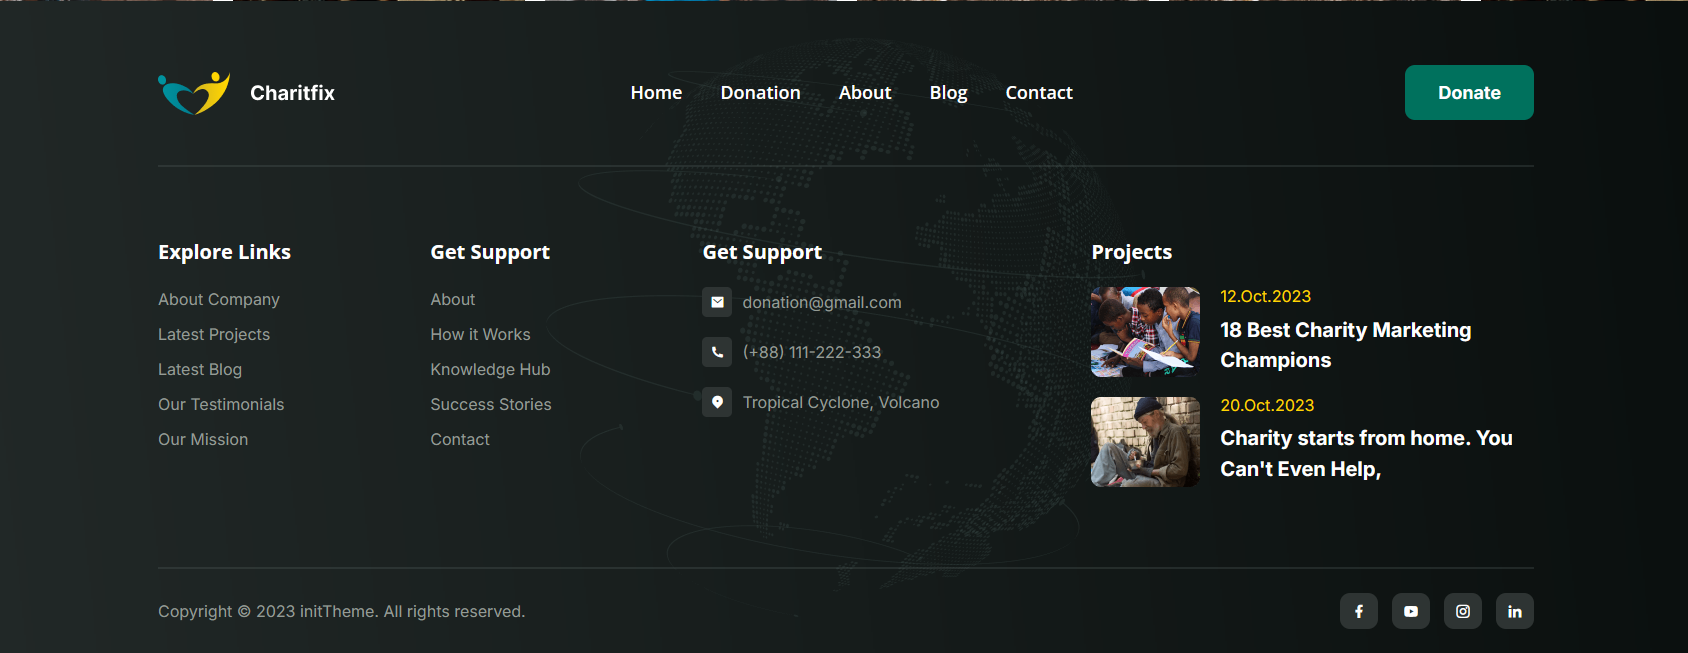 Charitfix
Home Donation About Blog Contact
Donate
Explore Links
About Company
Latest Projects
Latest Blog
Our Testimonials
Our Mission
Get Support
About
How it Works
Knowledge Hub
Success Stories
Contact
Get Support
donation@gmail.com
(+88) 111-222-333
Tropical Cyclone, Volcano
Projects
12.Oct.2023
18 Best Charity Marketing
Champions
20.Oct.2023
Charity starts from home. You
Can't Even Help,
Copyright © 2023 initTheme. All rights reserved.